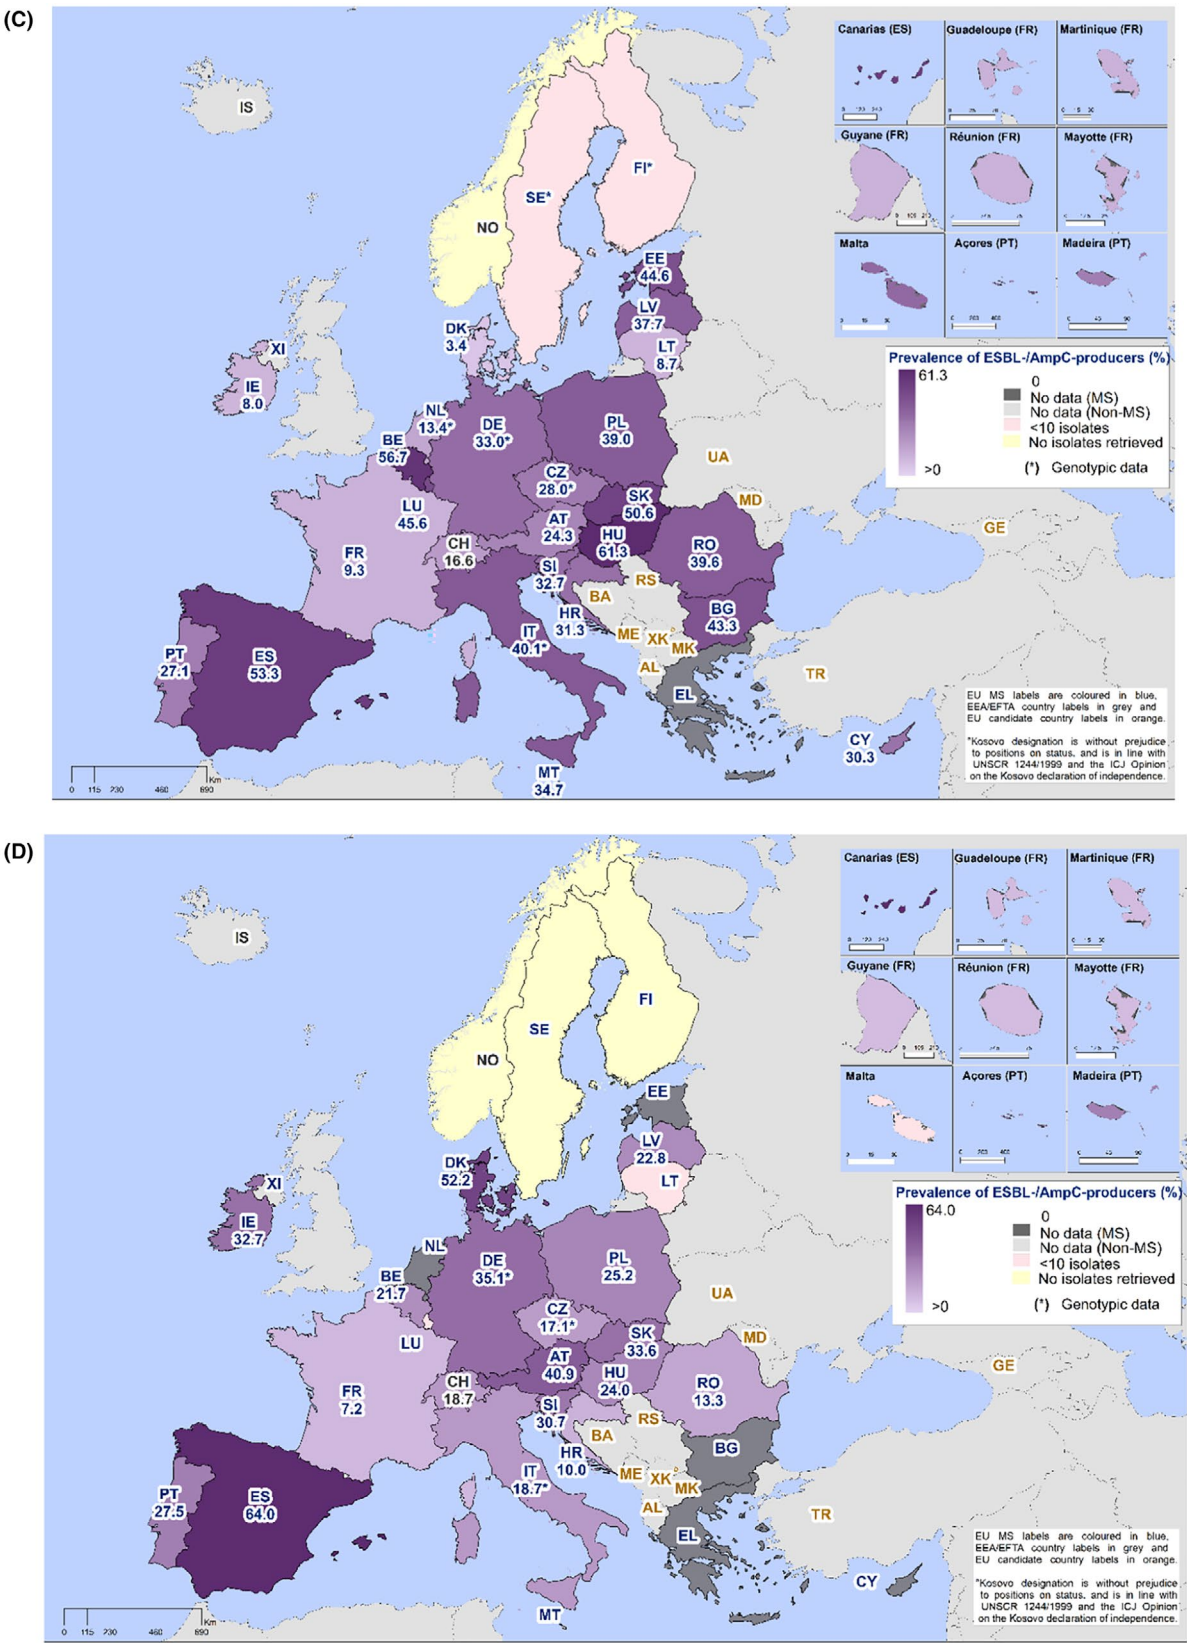 (C)
Canarias (ES)
Guadeloupe (FR)
Martinique (FR)
IS
Guyane (FR)
Réunion (FR)
Mayotte (FR)
FI*
SE*
NO
Malta
Açores (PT)
Madeira (PT)
EE
44.6
LV
37.7
DK
3.4
LT
8.7
XI
IE
8.0
Prevalence of ESBL-/AmpC-producers (%)
61.3
0
No data (MS)
No data (Non-MS)
<10 isolates
No isolates retrieved
>0
(*) Genotypic data
NL
13.4*
DE
33.0*
PL
39.0
BE
56.7
UA
CZ
28.0*
SK
50.6
MD
LU
45.6
AT
24.3
GE
HU
61.3
CH
16.6
RO
39.6
FR
9.3
SI
32.7
RS
BA
HR
31.3
BG
43.3
ME
XK
MK
IT
40.1*
AL
PT
27.1
ES
53.3
TR
EL
EU MS labels are coloured in blue,
EEA/EFTA country labels in grey and
EU candidate country labels in orange.
*Kosovo designation is without prejudice
to positions on status, and is in line with
UNSCR 1244/1999 and the ICJ Opinion
on the Kosovo declaration of independence.
CY
30.3
MT
34.7
Km
0 115 230 460 690
(D)
Canarias (ES)
Guadeloupe (FR)
Martinique (FR)
IS
Guyane (FR)
Réunion (FR)
Mayotte (FR)
FI
SE
NO
Malta
Açores (PT)
Madeira (PT)
EE
LV
22.8
DK
52.2
LT
XI
IE
32.7
Prevalence of ESBL-/AmpC-producers (%)
64.0
0
No data (MS)
No data (Non-MS)
<10 isolates
No isolates retrieved
>0
(*) Genotypic data
NL
DE
35.1*
PL
25.2
BE
21.7
UA
CZ
17.1*
SK
33.6
MD
LU
AT
40.9
GE
HU
24.0
CH
18.7
RO
13.3
FR
7.2
SI
30.7
RS
BA
BG
HR
10.0
ME
XK
MK
IT
18.7*
AL
PT
27.5
ES
64.0
TR
EL
EU MS labels are coloured in blue,
EEA/EFTA country labels in grey and
EU candidate country labels in orange.
*Kosovo designation is without prejudice
to positions on status, and is in line with
UNSCR 1244/1999 and the ICJ Opinion
on the Kosovo declaration of independence.
CY
MT
Km
0 115 230 460 690